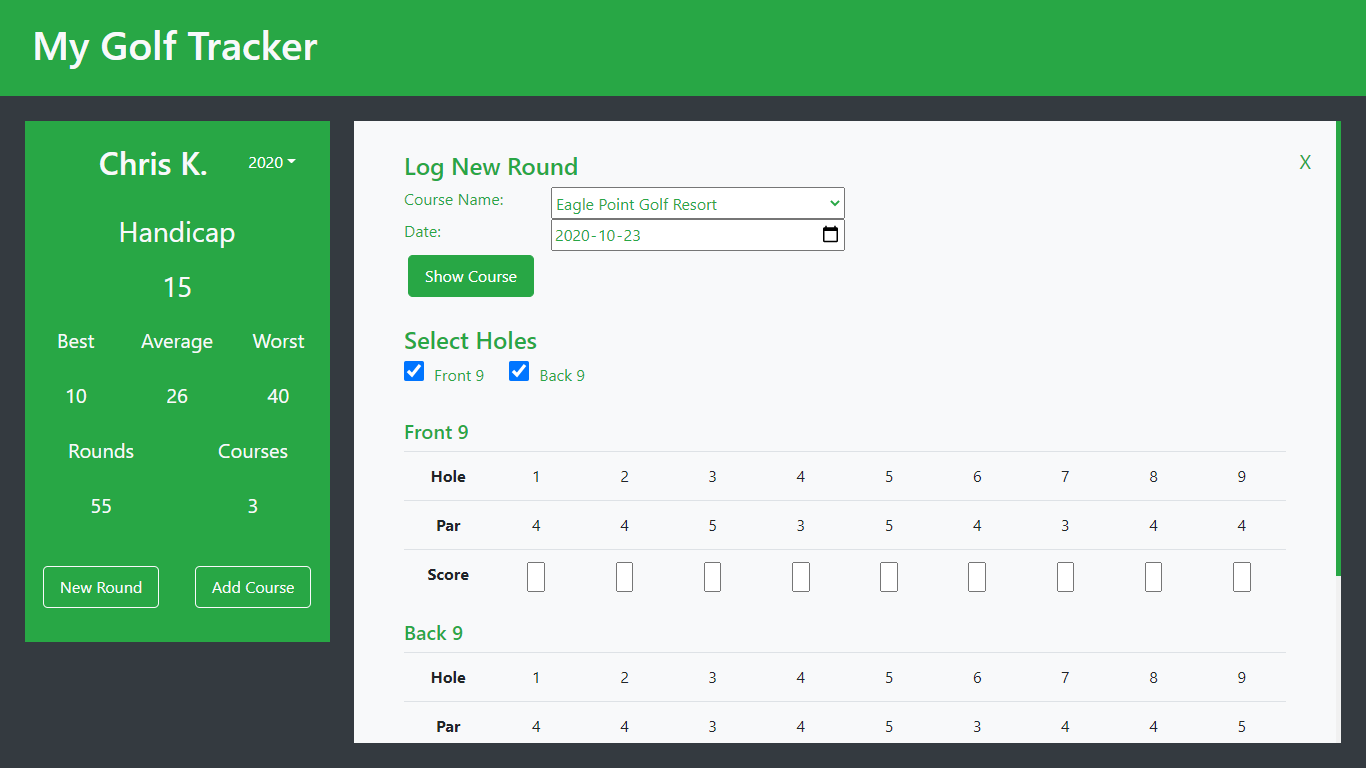 My Golf Tracker
Chris K. 2020
Handicap
15
Best Average Worst
10 26 40
Rounds Courses
55 3
New Round Add Course
Log New Round X
Course Name: Eagle Point Golf Resort
Date: 2020-10-23
Show Course
Select Holes
Front 9 Back 9
Front 9
Hole 1 2 3 4 5 6 7 8 9
Par 4 4 5 3 5 4 3 4 4
Score
Back 9
Hole 1 2 3 4 5 6 7 8 9
Par 4 4 3 4 5 3 4 4 5